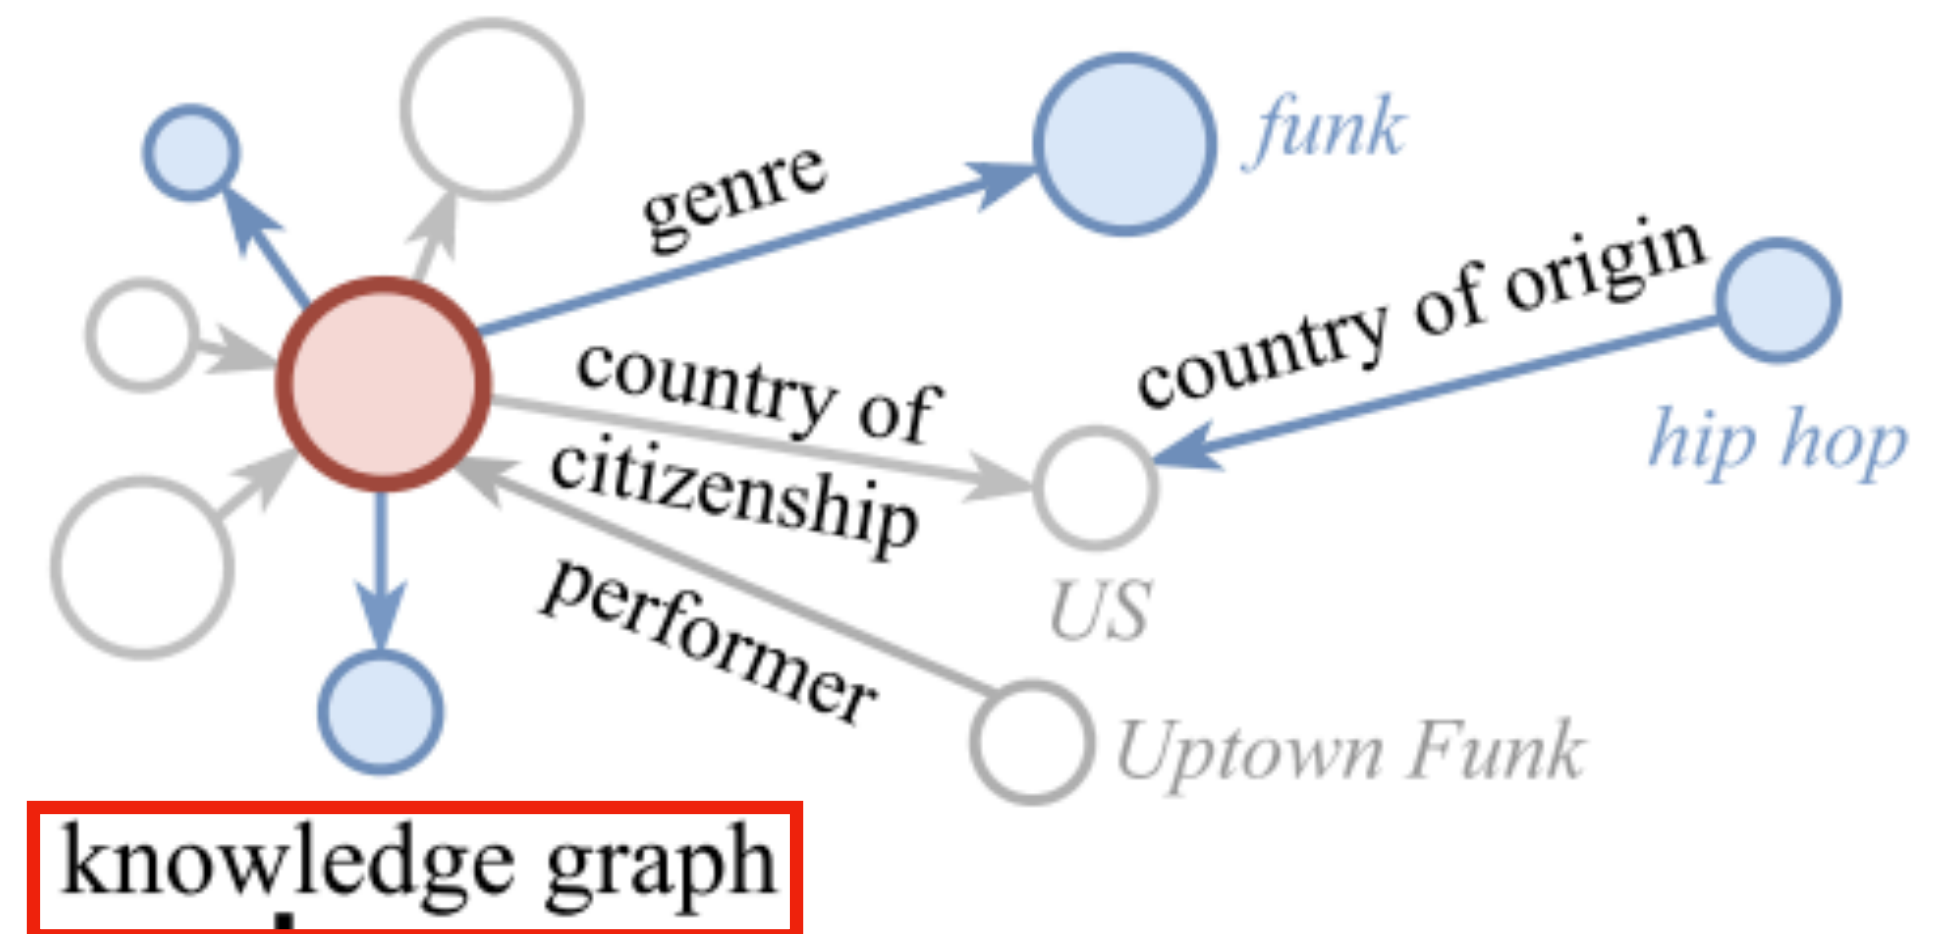 genre
funk
country of origin
hip hop
country of
citizenship
US
performer
Uptown Funk
knowledge graph